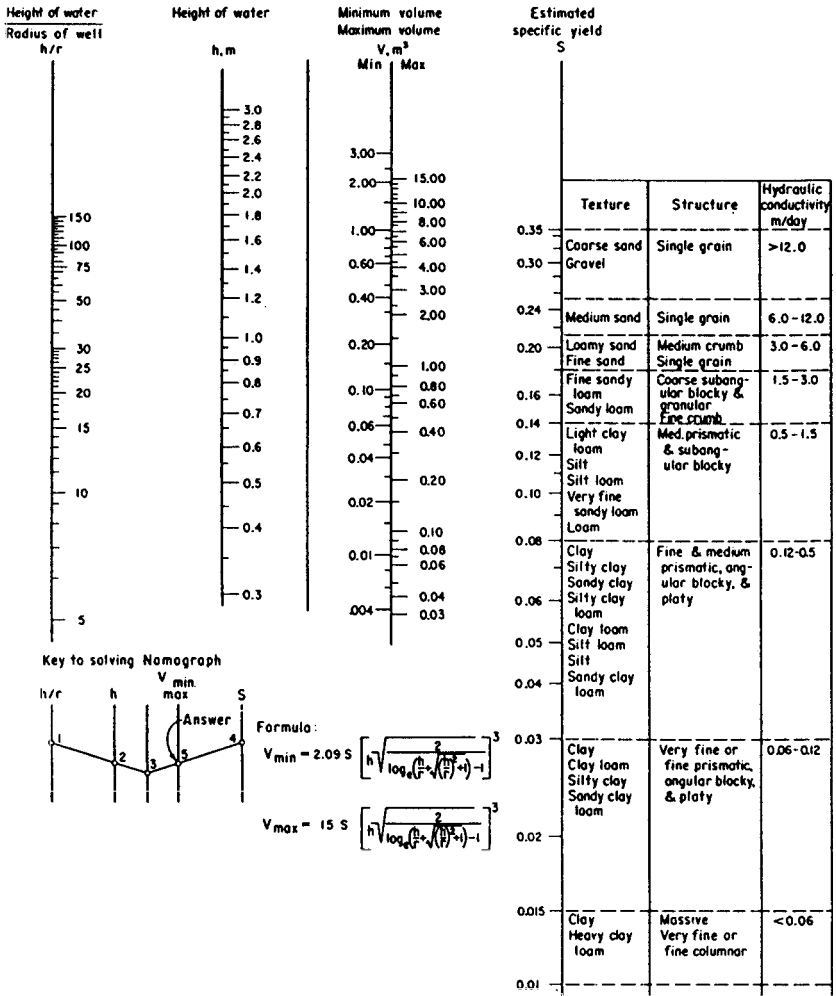 Height of water
Radius of well
h/r
Height of water
h, m
Minimum volume
Maximum volume
V, m³
Min Max
Estimated
specific yield
S
150
100
75
50
30
25
20
15
10
5
3.0
2.8
2.6
2.4
2.2
2.0
1.8
1.6
1.4
1.2
1.0
0.9
0.8
0.7
0.6
0.5
0.4
0.3
3.00
2.00
1.00
0.60
0.40
0.20
0.10
0.06
0.04
0.02
0.01
.004
15.00
10.00
8.00
6.00
4.00
3.00
2.00
1.00
0.80
0.60
0.40
0.20
0.10
0.08
0.06
0.04
0.03
0.35
0.30
0.24
0.20
0.16
0.14
0.12
0.10
0.08
0.06
0.05
0.04
0.03
0.02
0.015
0.01
Texture Structure Hydraulic
conductivity
m/day
Coarse sand Single grain >12.0
Gravel
Medium sand Single grain 6.0-12.0
Loamy sand Medium crumb 3.0-6.0
Fine sand Single grain
Fine sandy Coarse subang- 1.5-3.0
loam ular blocky &
Sandy loam granular
Fine crumb
Light clay Med. prismatic 0.5-1.5
loam & subang-
Silt ular blocky
Silt loam
Very fine
sandy loam
Loam
Clay Fine & medium 0.12-0.5
Silty clay prismatic, ang-
Sandy clay ular blocky, &
Silty clay platy
loam
Clay loam
Silt loam
Silt
Sandy clay
loam
Clay Very fine or 0.06-0.12
Clay loam fine prismatic,
Silty clay angular blocky,
Sandy clay & platy
loam
Clay Massive <0.06
Heavy clay Very fine or
loam fine columnar
Key to solving Nomograph
h/r h V min. max S
1 2 3 5 4
Answer
Formula:
V min = 2.09 S [h√(2 / log e (h/r + √((h/r)² + 1) - 1))]³
V max = 15 S [h√(2 / log e (h/r + √((h/r)² + 1) - 1))]³